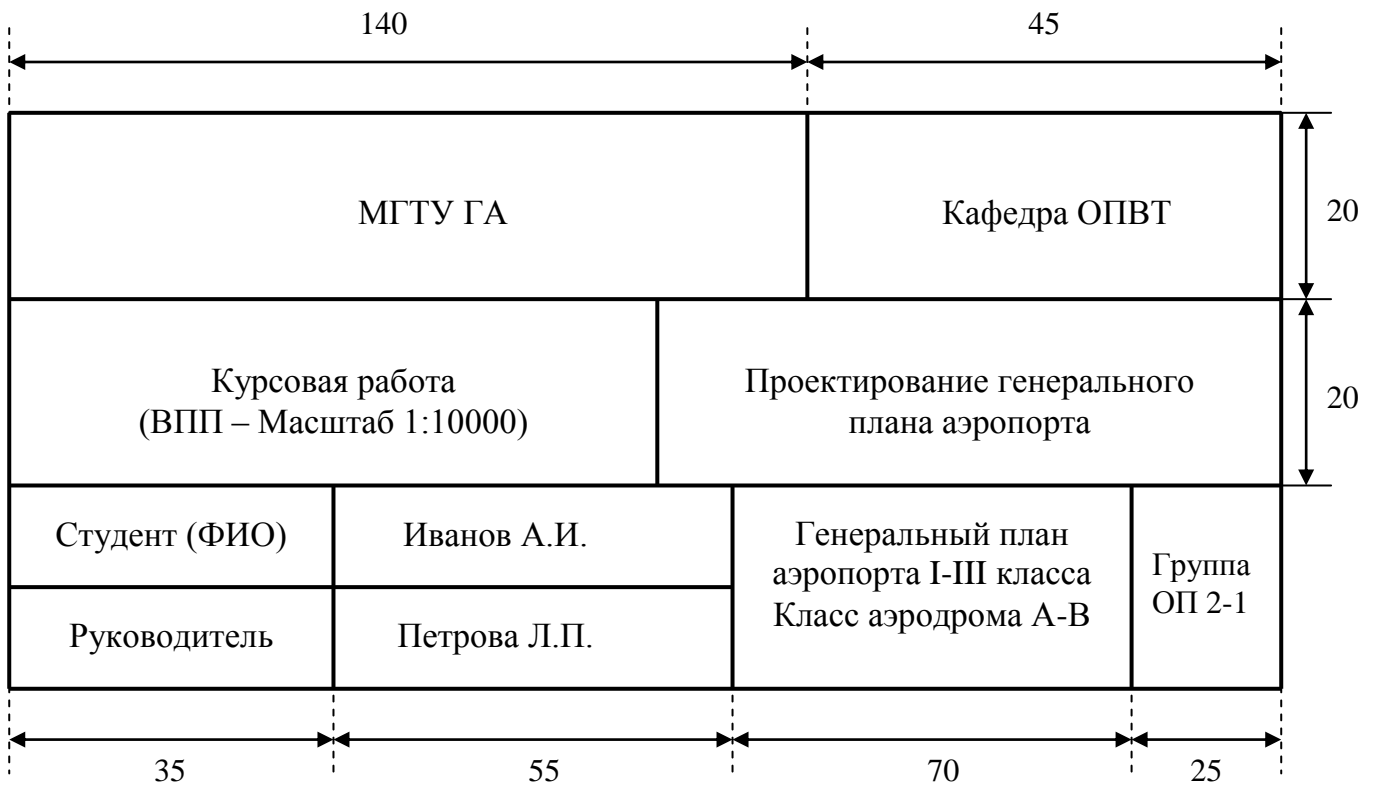 140
45
МГТУ ГА
Кафедра ОПВТ
20
Курсовая работа
(ВПП – Масштаб 1:10000)
Проектирование генерального
плана аэропорта
20
Студент (ФИО)
Иванов А.И.
Руководитель
Петрова Л.П.
Генеральный план
аэропорта I-III класса
Класс аэродрома А-В
Группа
ОП 2-1
35
55
70
25